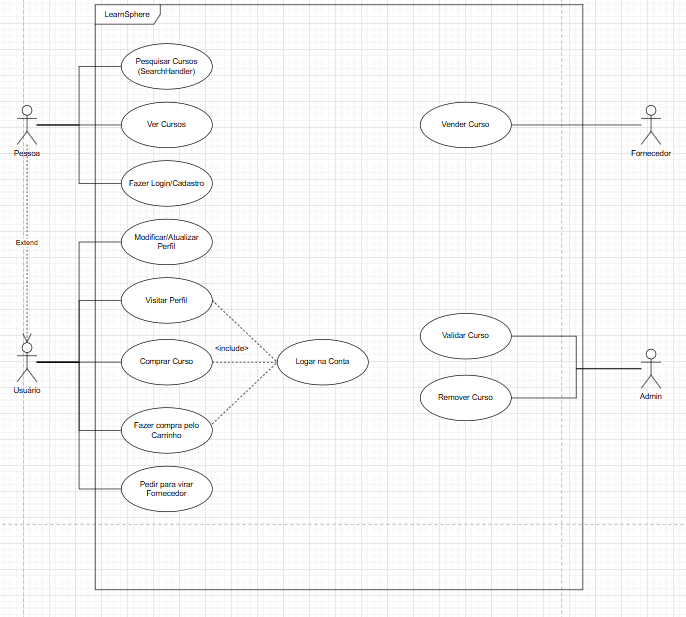 LearnSphere
Pesquisar Cursos
(SearchHandler)
Ver Cursos
Vender Curso
Pessoa
Fornecedor
Fazer Login/Cadastro
Modificar/Atualizar
Perfil
Extend
Visitar Perfil
Validar Curso
<include>
Comprar Curso
Logar na Conta
Usuário
Admin
Remover Curso
Fazer compra pelo
Carrinho
Pedir para virar
Fornecedor